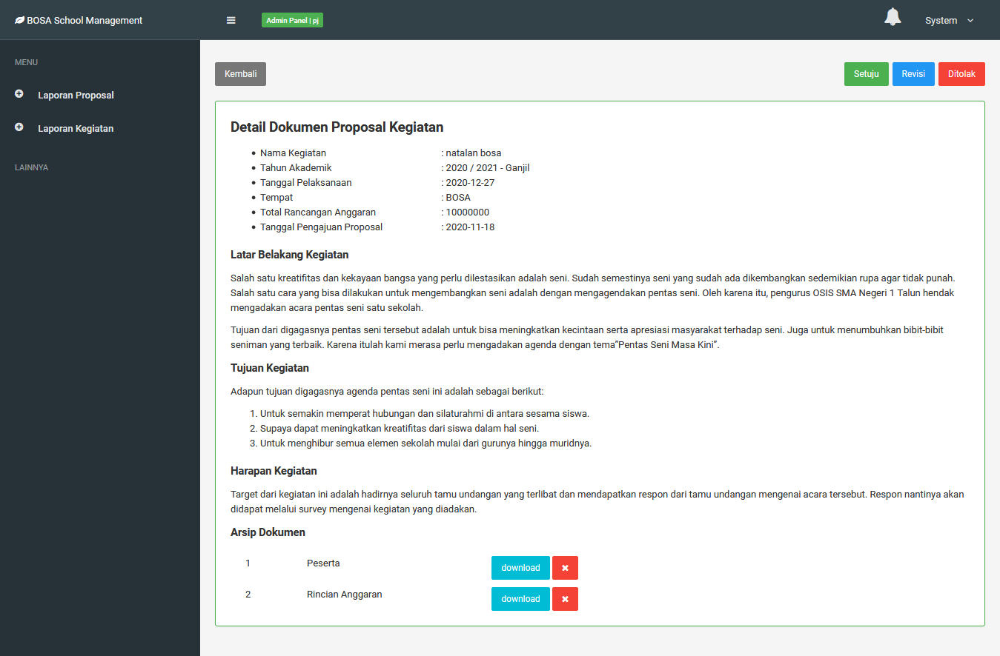 BOSA School Management
Admin Panel | pj
System
MENU
Laporan Proposal
Laporan Kegiatan
LAINNYA
Kembali
Setuju
Revisi
Ditolak
Detail Dokumen Proposal Kegiatan
Nama Kegiatan : natalan bosa
Tahun Akademik : 2020 / 2021 - Ganjil
Tanggal Pelaksanaan : 2020-12-27
Tempat : BOSA
Total Rancangan Anggaran : 10000000
Tanggal Pengajuan Proposal : 2020-11-18
Latar Belakang Kegiatan
Salah satu kreatifitas dan kekayaan bangsa yang perlu dilestasikan adalah seni. Sudah semestinya seni yang sudah ada dikembangkan sedemikian rupa agar tidak punah.
Salah satu cara yang bisa dilakukan untuk mengembangkan seni adalah dengan mengagendakan pentas seni. Oleh karena itu, pengurus OSIS SMA Negeri 1 Talun hendak
mengadakan acara pentas seni satu sekolah.
Tujuan dari digagasnya pentas seni tersebut adalah untuk bisa meningkatkan kecintaan serta apresiasi masyarakat terhadap seni. Juga untuk menumbuhkan bibit-bibit
seniman yang terbaik. Karena itulah kami merasa perlu mengadakan agenda dengan tema”Pentas Seni Masa Kini”.
Tujuan Kegiatan
Adapun tujuan digagasnya agenda pentas seni ini adalah sebagai berikut:
1. Untuk semakin memperat hubungan dan silaturahmi di antara sesama siswa.
2. Supaya dapat meningkatkan kreatifitas dari siswa dalam hal seni.
3. Untuk menghibur semua elemen sekolah mulai dari gurunya hingga muridnya.
Harapan Kegiatan
Target dari kegiatan ini adalah hadirnya seluruh tamu undangan yang terlibat dan mendapatkan respon dari tamu undangan mengenai acara tersebut. Respon nantinya akan
didapat melalui survey mengenai kegiatan yang diadakan.
Arsip Dokumen
1 Peserta download
2 Rincian Anggaran download